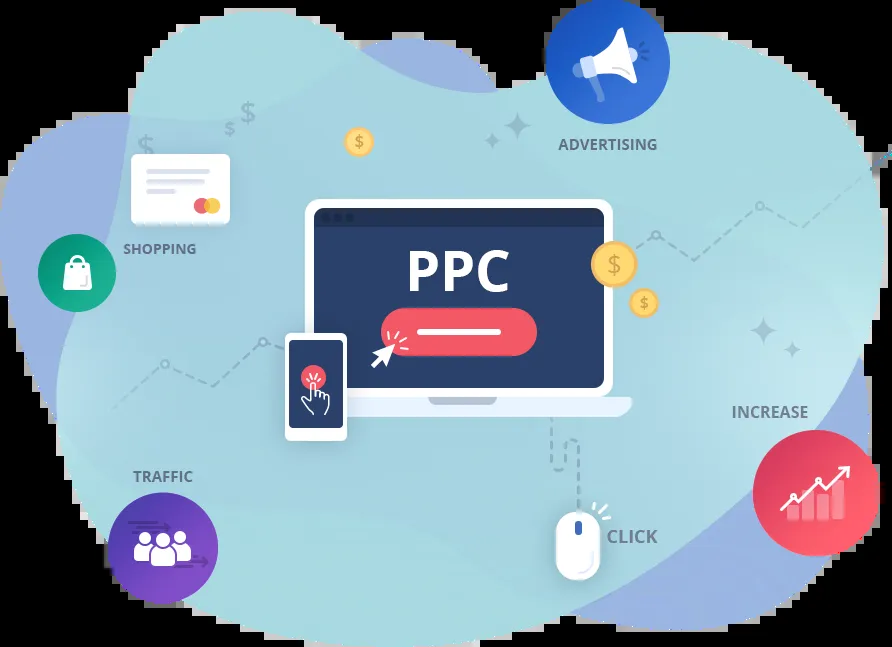 ADVERTISING
$
$
$
$
SHOPPING
PPC
$
$
INCREASE
TRAFFIC
CLICK